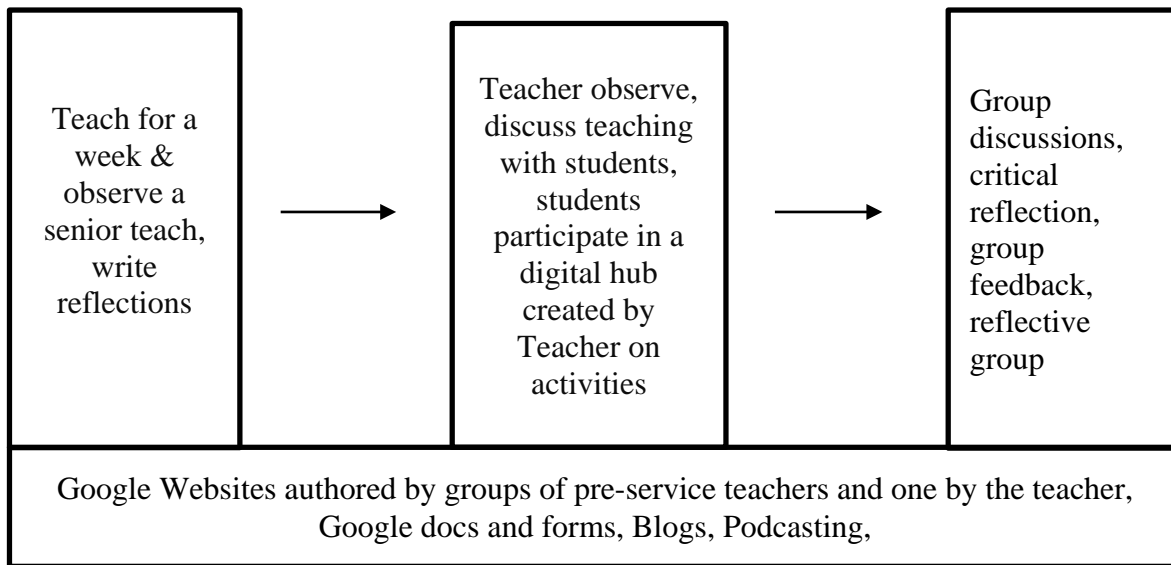 Teach for a
week &
observe a
senior teach,
write
reflections
Teacher observe,
discuss teaching
with students,
students
participate in a
digital hub
created by
Teacher on
activities
Group
discussions,
critical
reflection,
group
feedback,
reflective
group
Google Websites authored by groups of pre-service teachers and one by the teacher,
Google docs and forms, Blogs, Podcasting,